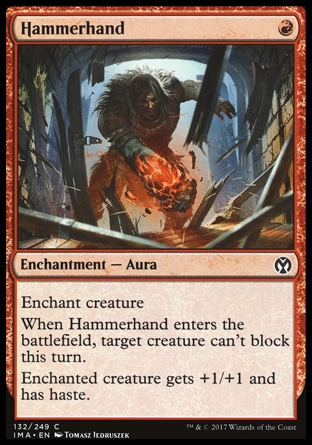 Hammerhand
Enchantment — Aura
Enchant creature
When Hammerhand enters the
battlefield, target creature can't block
this turn.
Enchanted creature gets +1/+1 and
has haste.
132/249 C
IMA • EN Tomasz Jedruszek
™ & © 2017 Wizards of the Coast